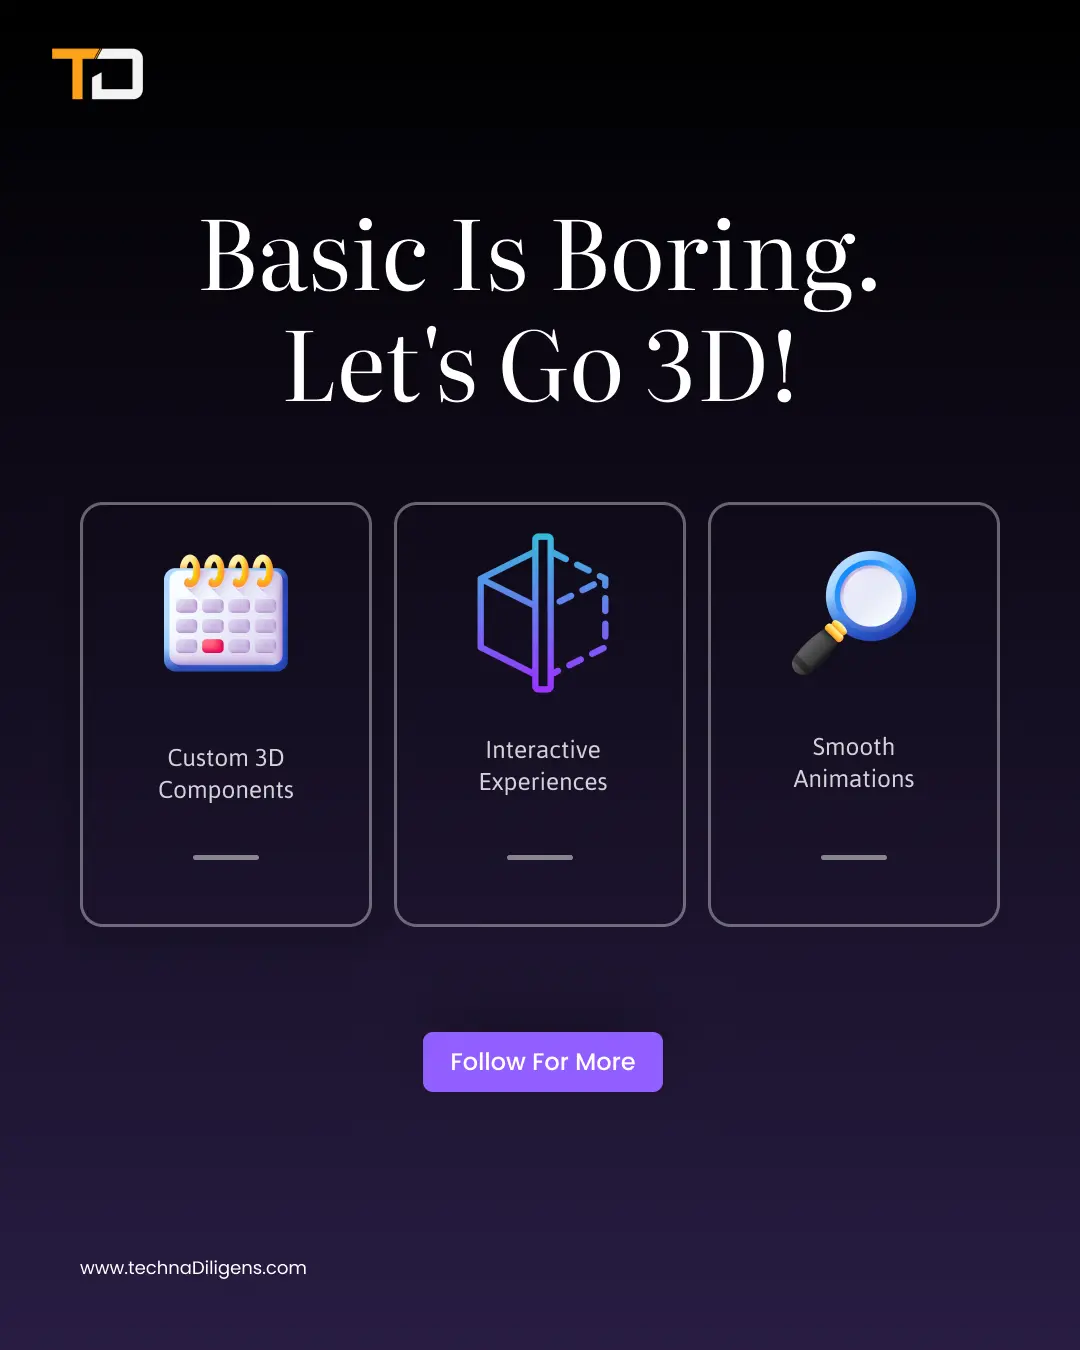 TD
Basic Is Boring.
Let's Go 3D!
Custom 3D
Components
Interactive
Experiences
Smooth
Animations
Follow For More
www.technaDiligens.com